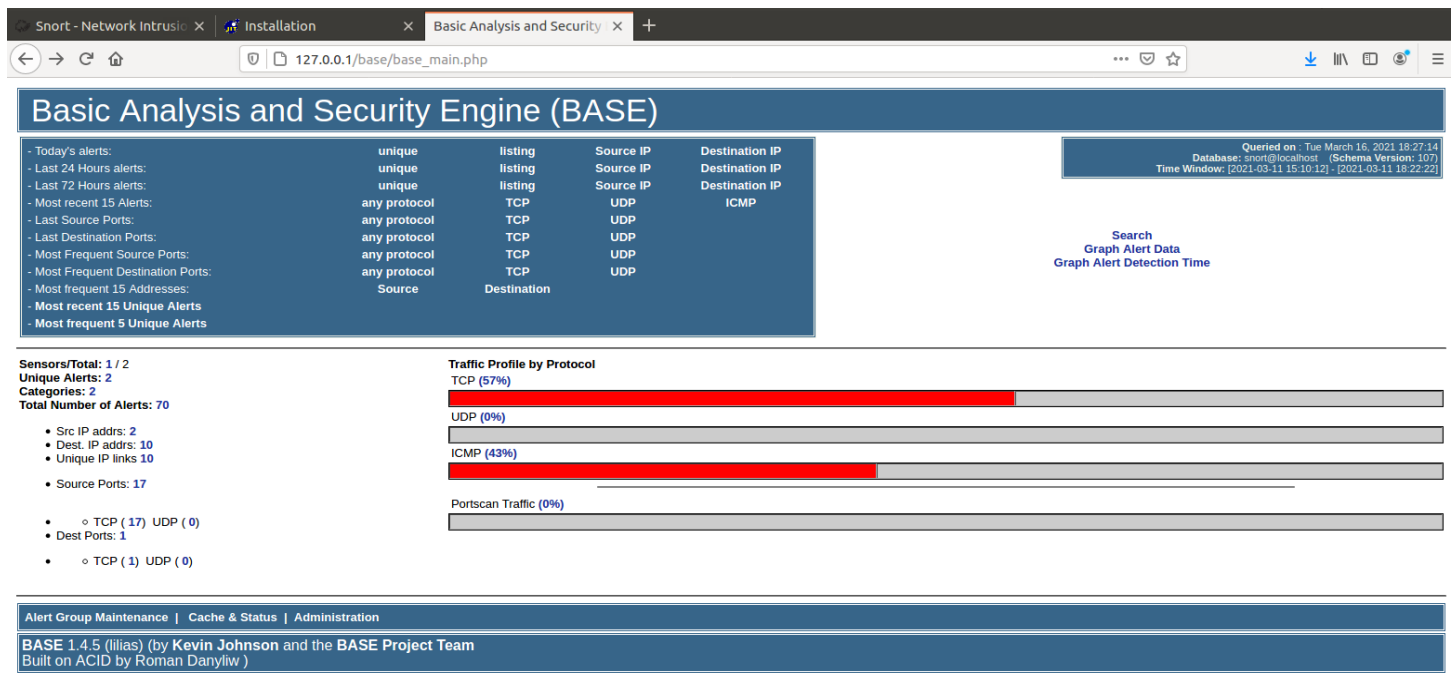 Snort - Network Intrusio
Installation
Basic Analysis and Security
127.0.0.1/base/base_main.php
Basic Analysis and Security Engine (BASE)
- Today's alerts: unique listing Source IP Destination IP
- Last 24 Hours alerts: unique listing Source IP Destination IP
- Last 72 Hours alerts: unique listing Source IP Destination IP
- Most recent 15 Alerts: any protocol TCP UDP ICMP
- Last Source Ports: any protocol TCP UDP
- Last Destination Ports: any protocol TCP UDP
- Most Frequent Source Ports: any protocol TCP UDP
- Most Frequent Destination Ports: any protocol TCP UDP
- Most frequent 15 Addresses: Source Destination
- Most recent 15 Unique Alerts
- Most frequent 5 Unique Alerts
Queried on : Tue March 16, 2021 18:27:14
Database: snort@localhost (Schema Version: 107)
Time Window: [2021-03-11 15:10:12] - [2021-03-11 18:22:22]
Search
Graph Alert Data
Graph Alert Detection Time
Sensors/Total: 1 / 2
Unique Alerts: 2
Categories: 2
Total Number of Alerts: 70
• Src IP addrs: 2
• Dest. IP addrs: 10
• Unique IP links 10
• Source Ports: 17
• ◦ TCP ( 17) UDP ( 0)
• Dest Ports: 1
• ◦ TCP ( 1) UDP ( 0)
Traffic Profile by Protocol
TCP (57%)
UDP (0%)
ICMP (43%)
Portscan Traffic (0%)
Alert Group Maintenance | Cache & Status | Administration
BASE 1.4.5 (lilias) (by Kevin Johnson and the BASE Project Team
Built on ACID by Roman Danyliw )